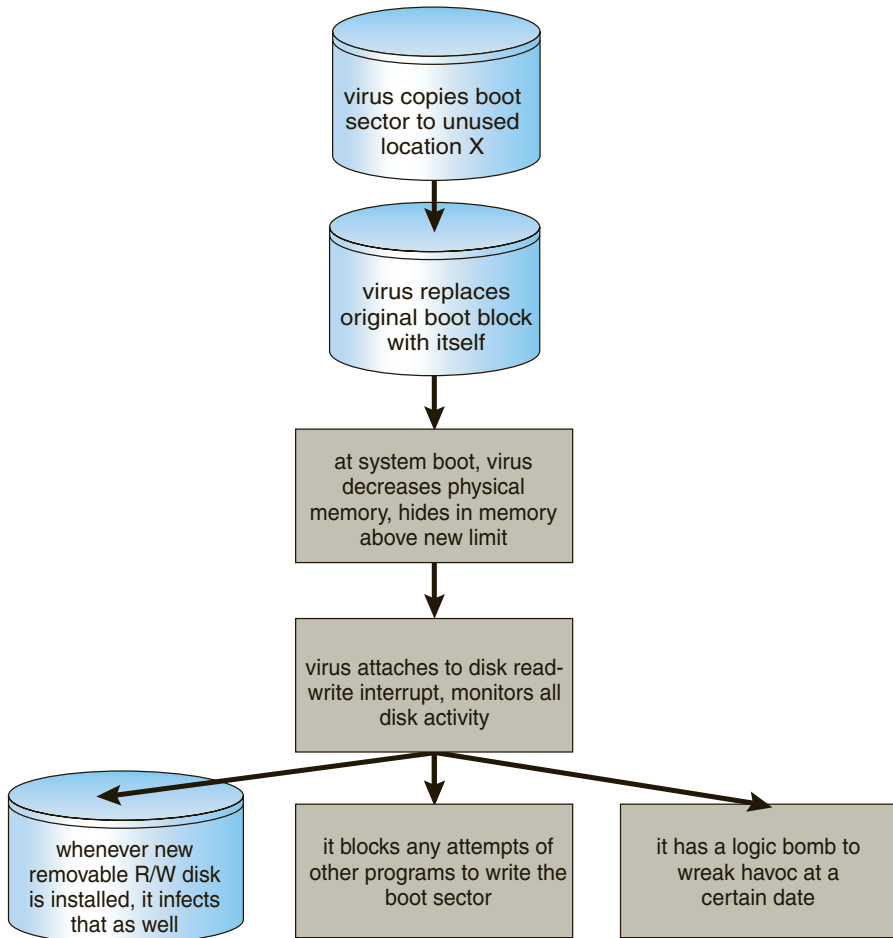 virus copies boot
sector to unused
location X
virus replaces
original boot block
with itself
at system boot, virus
decreases physical
memory, hides in memory
above new limit
virus attaches to disk read-
write interrupt, monitors all
disk activity
whenever new
removable R/W disk
is installed, it infects
that as well
it blocks any attempts of
other programs to write the
boot sector
it has a logic bomb to
wreak havoc at a
certain date